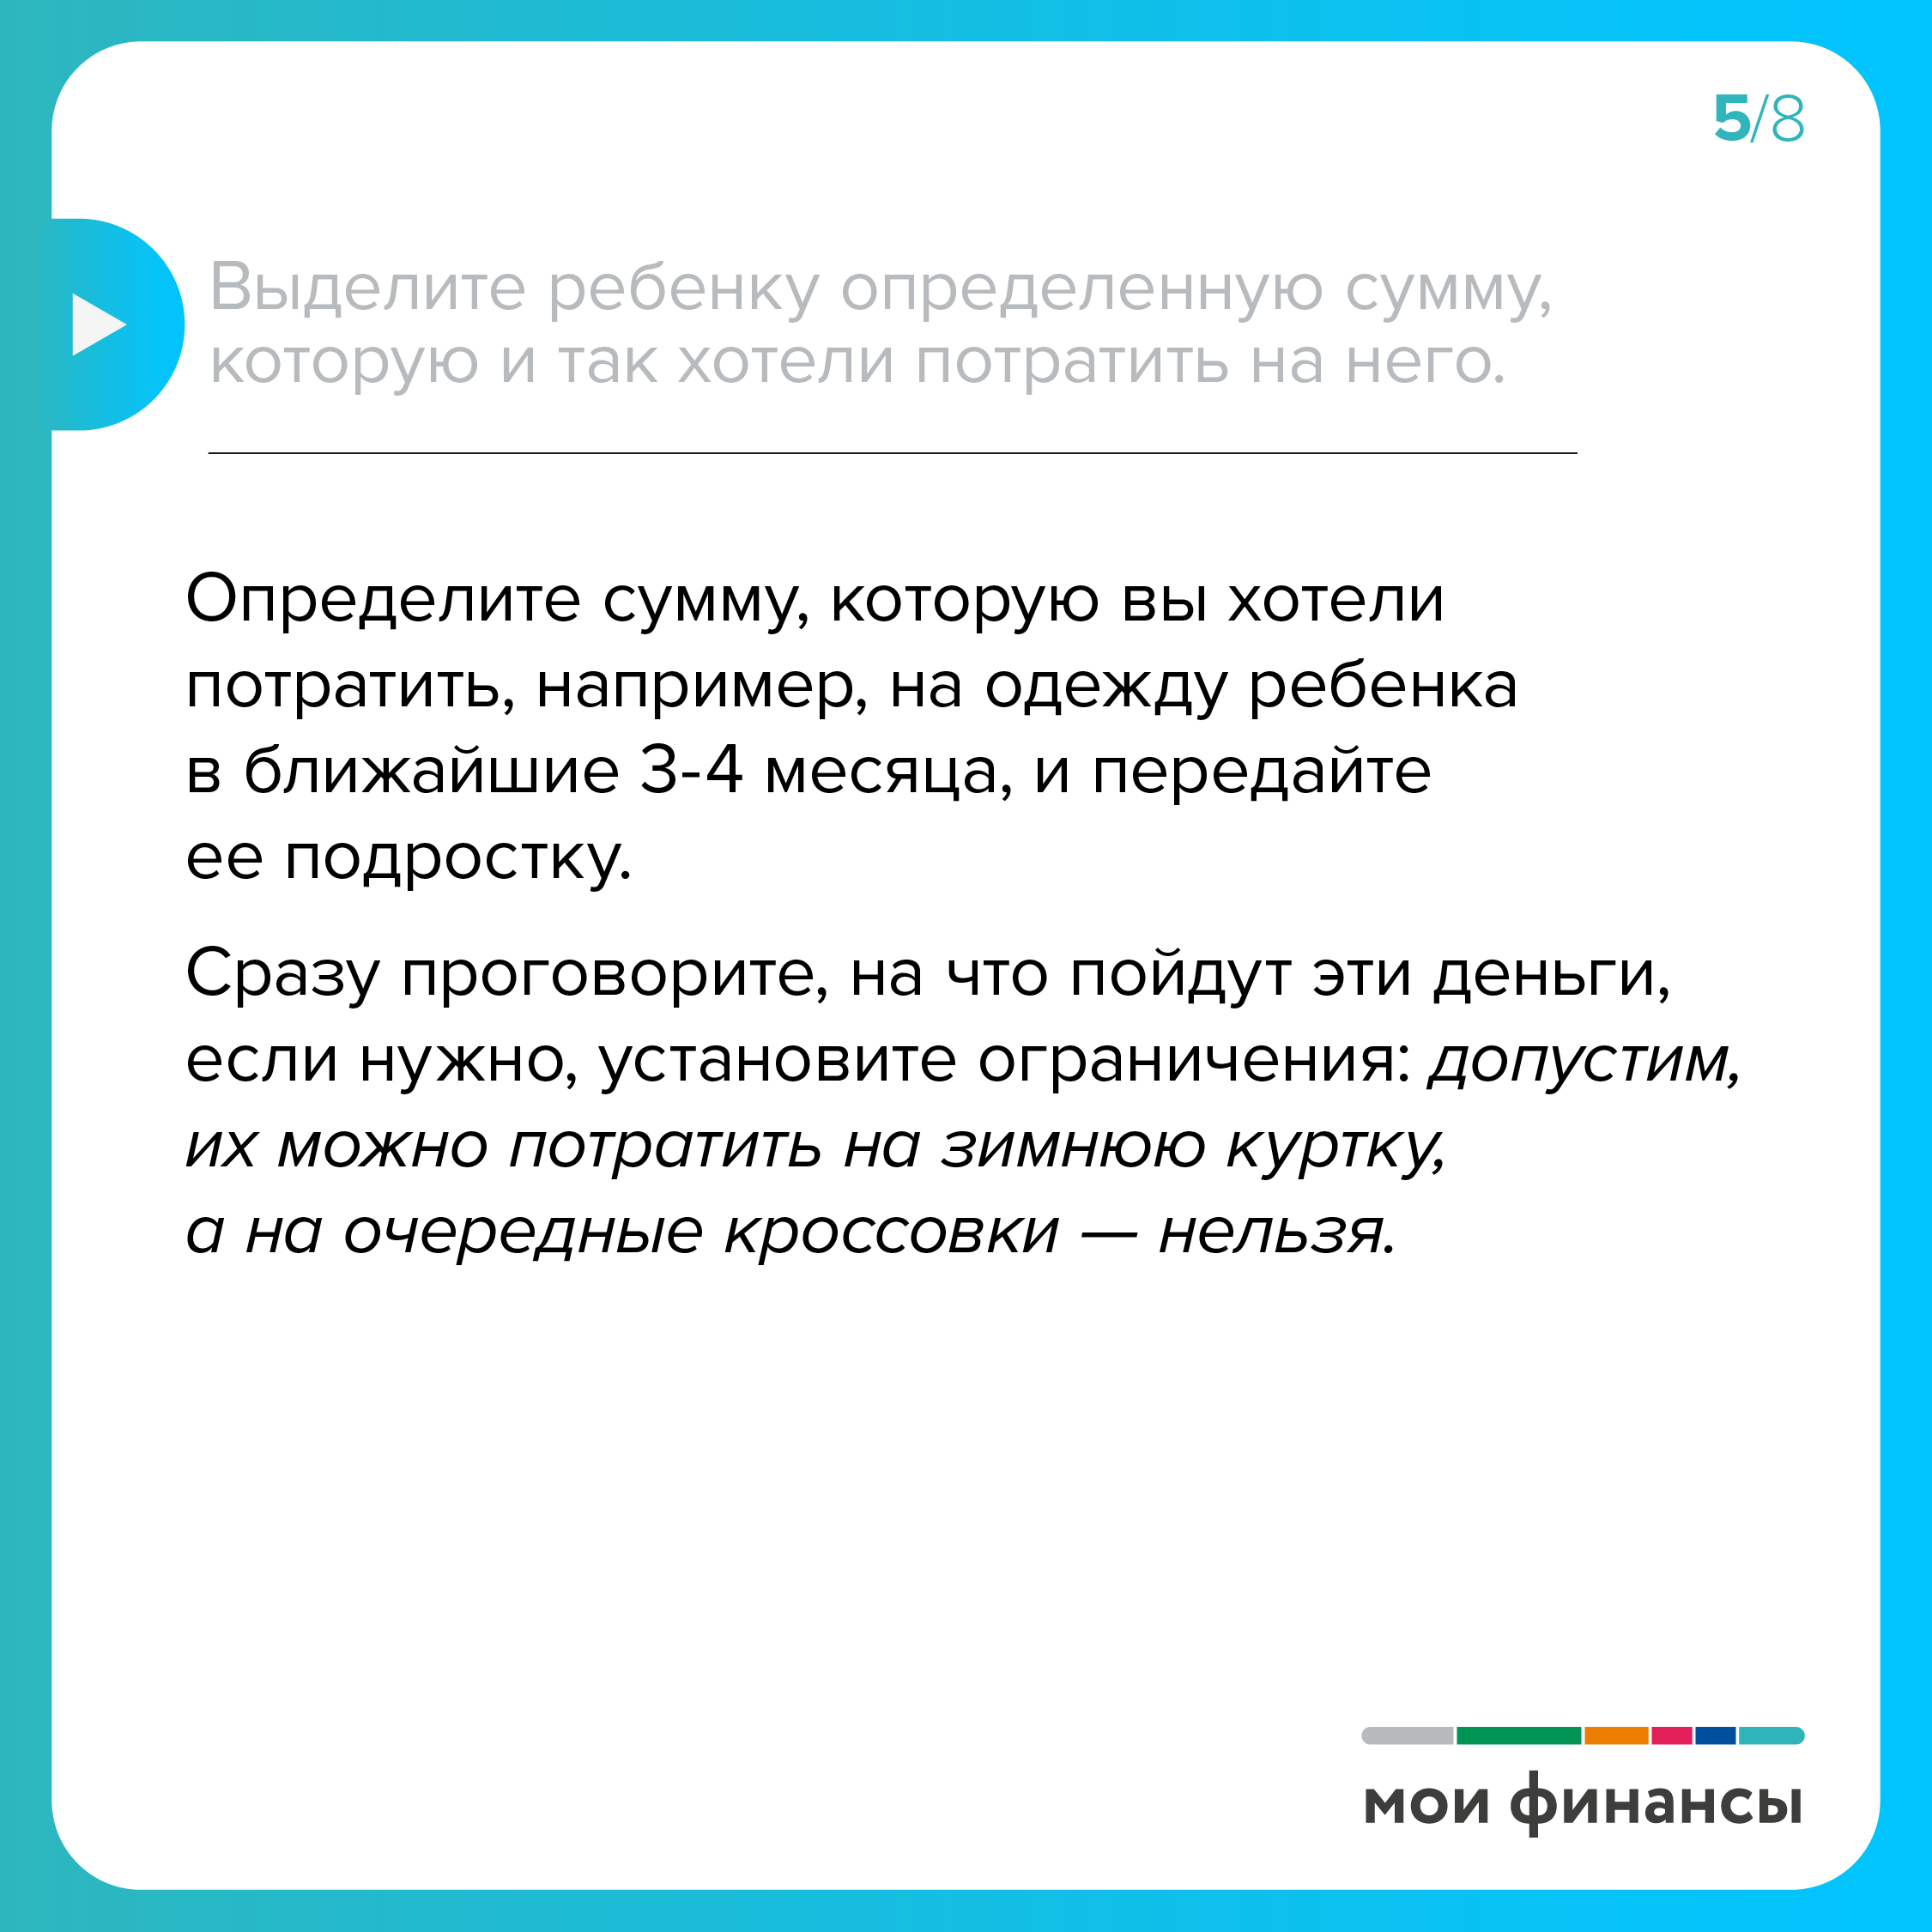 5/8
Выделите ребенку определенную сумму,
которую и так хотели потратить на него.
Определите сумму, которую вы хотели
потратить, например, на одежду ребенка
в ближайшие 3-4 месяца, и передайте
ее подростку.
Сразу проговорите, на что пойдут эти деньги,
если нужно, установите ограничения: допустим,
их можно потратить на зимнюю куртку,
а на очередные кроссовки — нельзя.
мои финансы